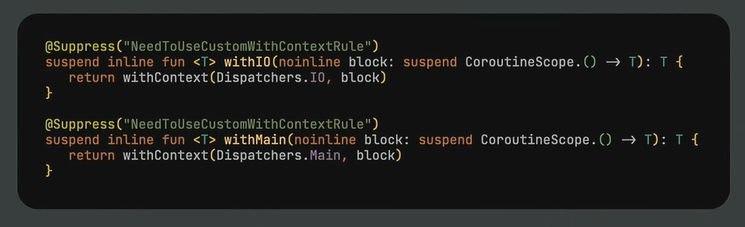 @Suppress("NeedToUseCustomWithContextRule")
suspend inline fun <T> withIO(noinline block: suspend CoroutineScope.() -> T): T {
return withContext(Dispatchers.IO, block)
}
@Suppress("NeedToUseCustomWithContextRule")
suspend inline fun <T> withMain(noinline block: suspend CoroutineScope.() -> T): T {
return withContext(Dispatchers.Main, block)
}